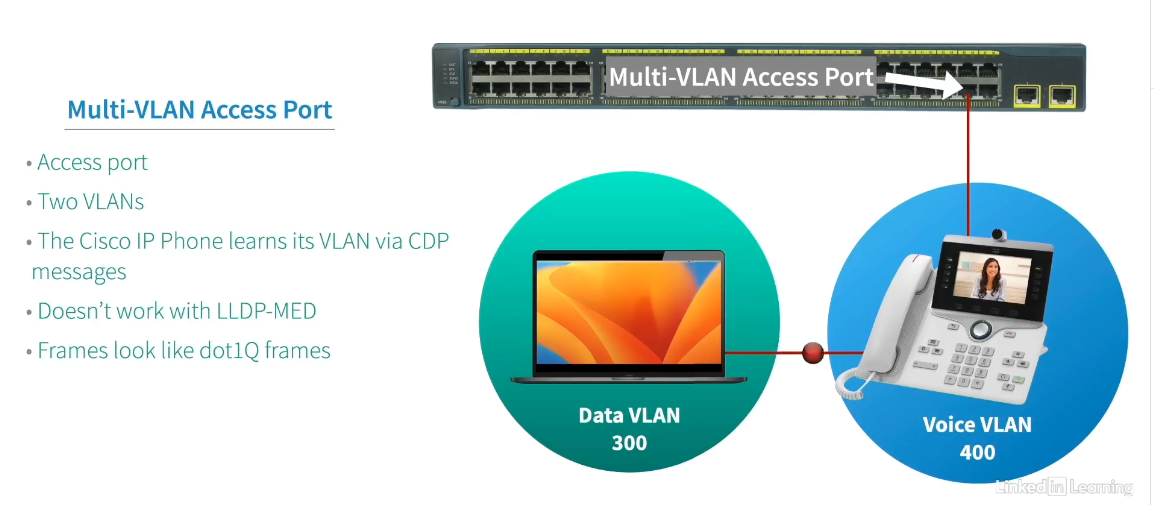 Multi-VLAN Access Port
Multi-VLAN Access Port
• Access port
• Two VLANs
• The Cisco IP Phone learns its VLAN via CDP
messages
• Doesn't work with LLDP-MED
• Frames look like dot1Q frames
Data VLAN
300
Voice VLAN
400
Linked in Learning